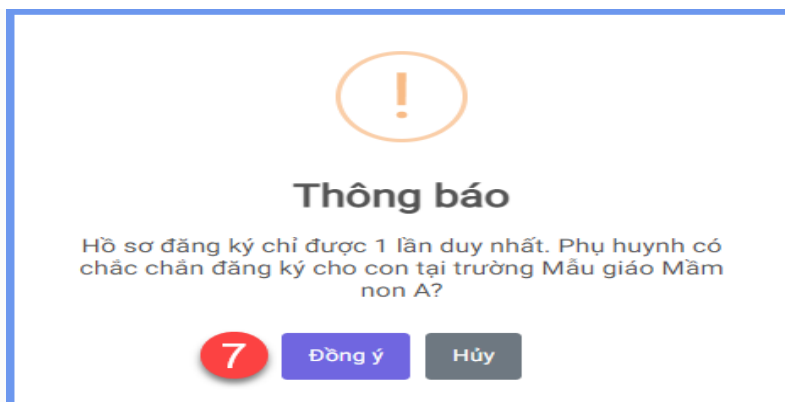 !
Thông báo
Hồ sơ đăng ký chỉ được 1 lần duy nhất. Phụ huynh có
chắc chắn đăng ký cho con tại trường Mẫu giáo Mầm
non A?
7 Đồng ý Hủy